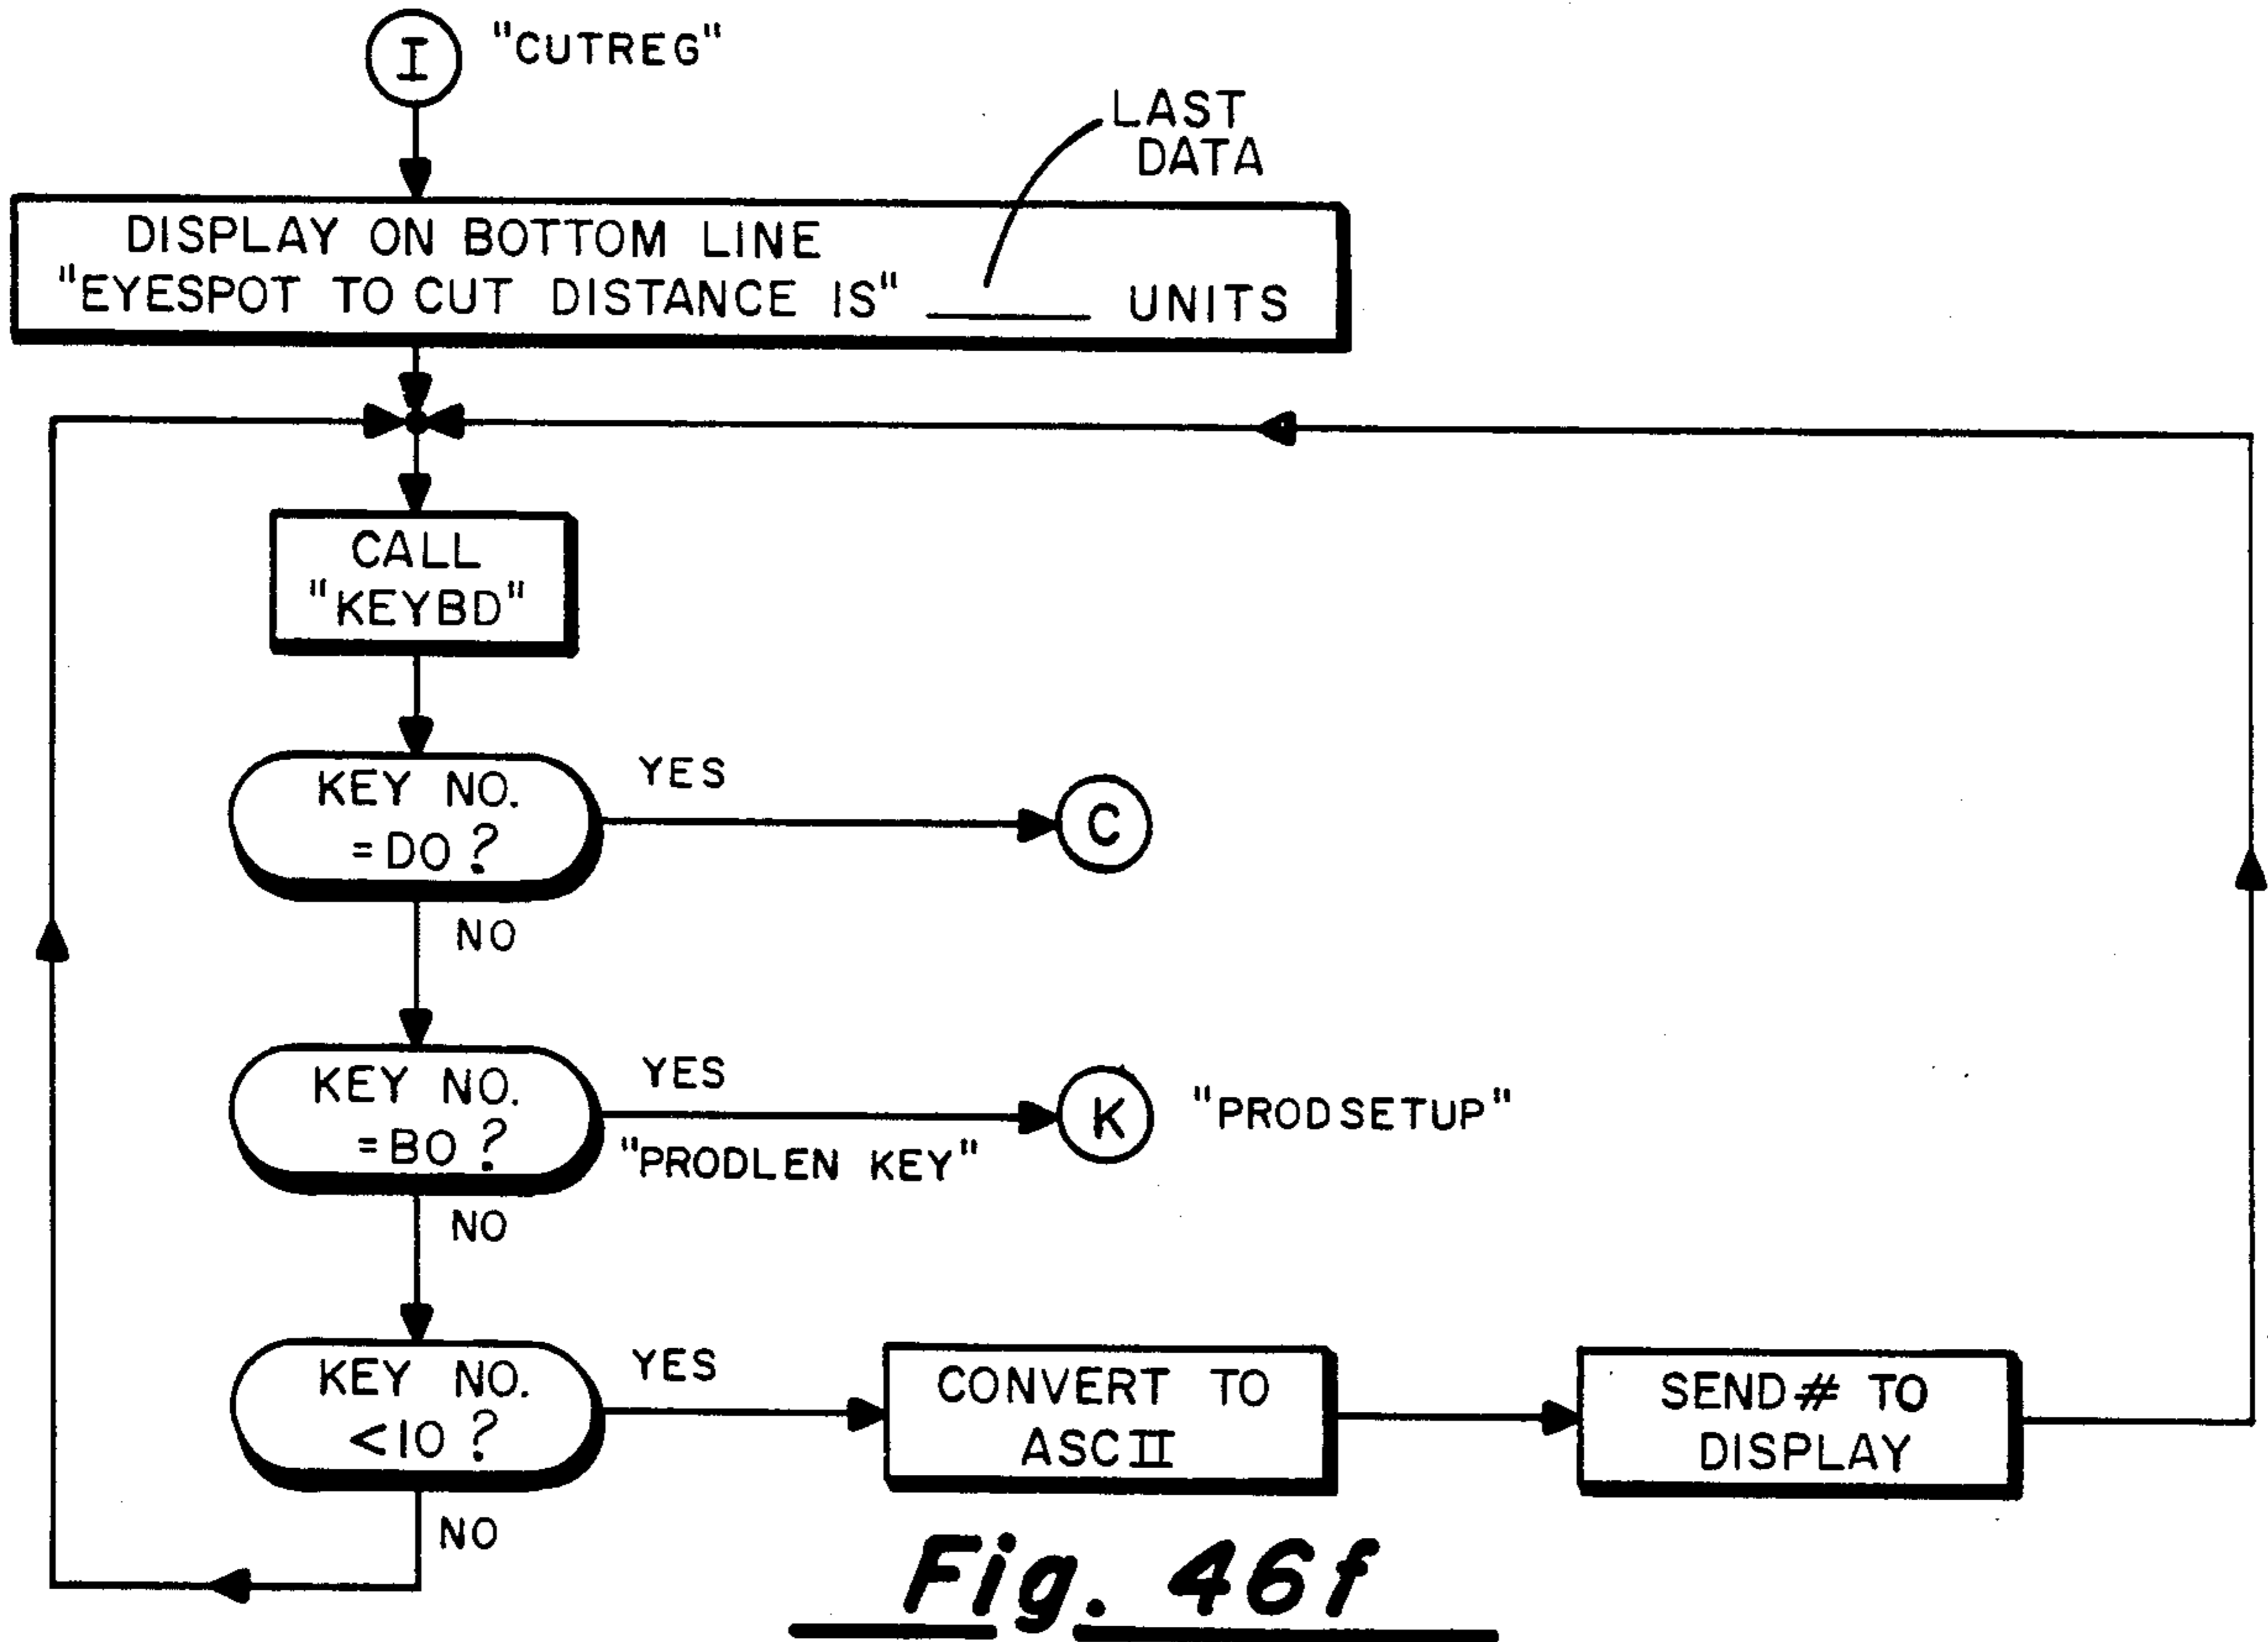 I "CUTREG"
LAST
DATA
DISPLAY ON BOTTOM LINE
"EYESPOT TO CUT DISTANCE IS" ______ UNITS
CALL
"KEYBD"
KEY NO.
=DO?
YES
C
NO
KEY NO.
=BO?
YES
"PRODLEN KEY"
K
"PRODSETUP"
NO
KEY NO.
<10?
YES
CONVERT TO
ASCII
SEND # TO
DISPLAY
NO
Fig. 46f